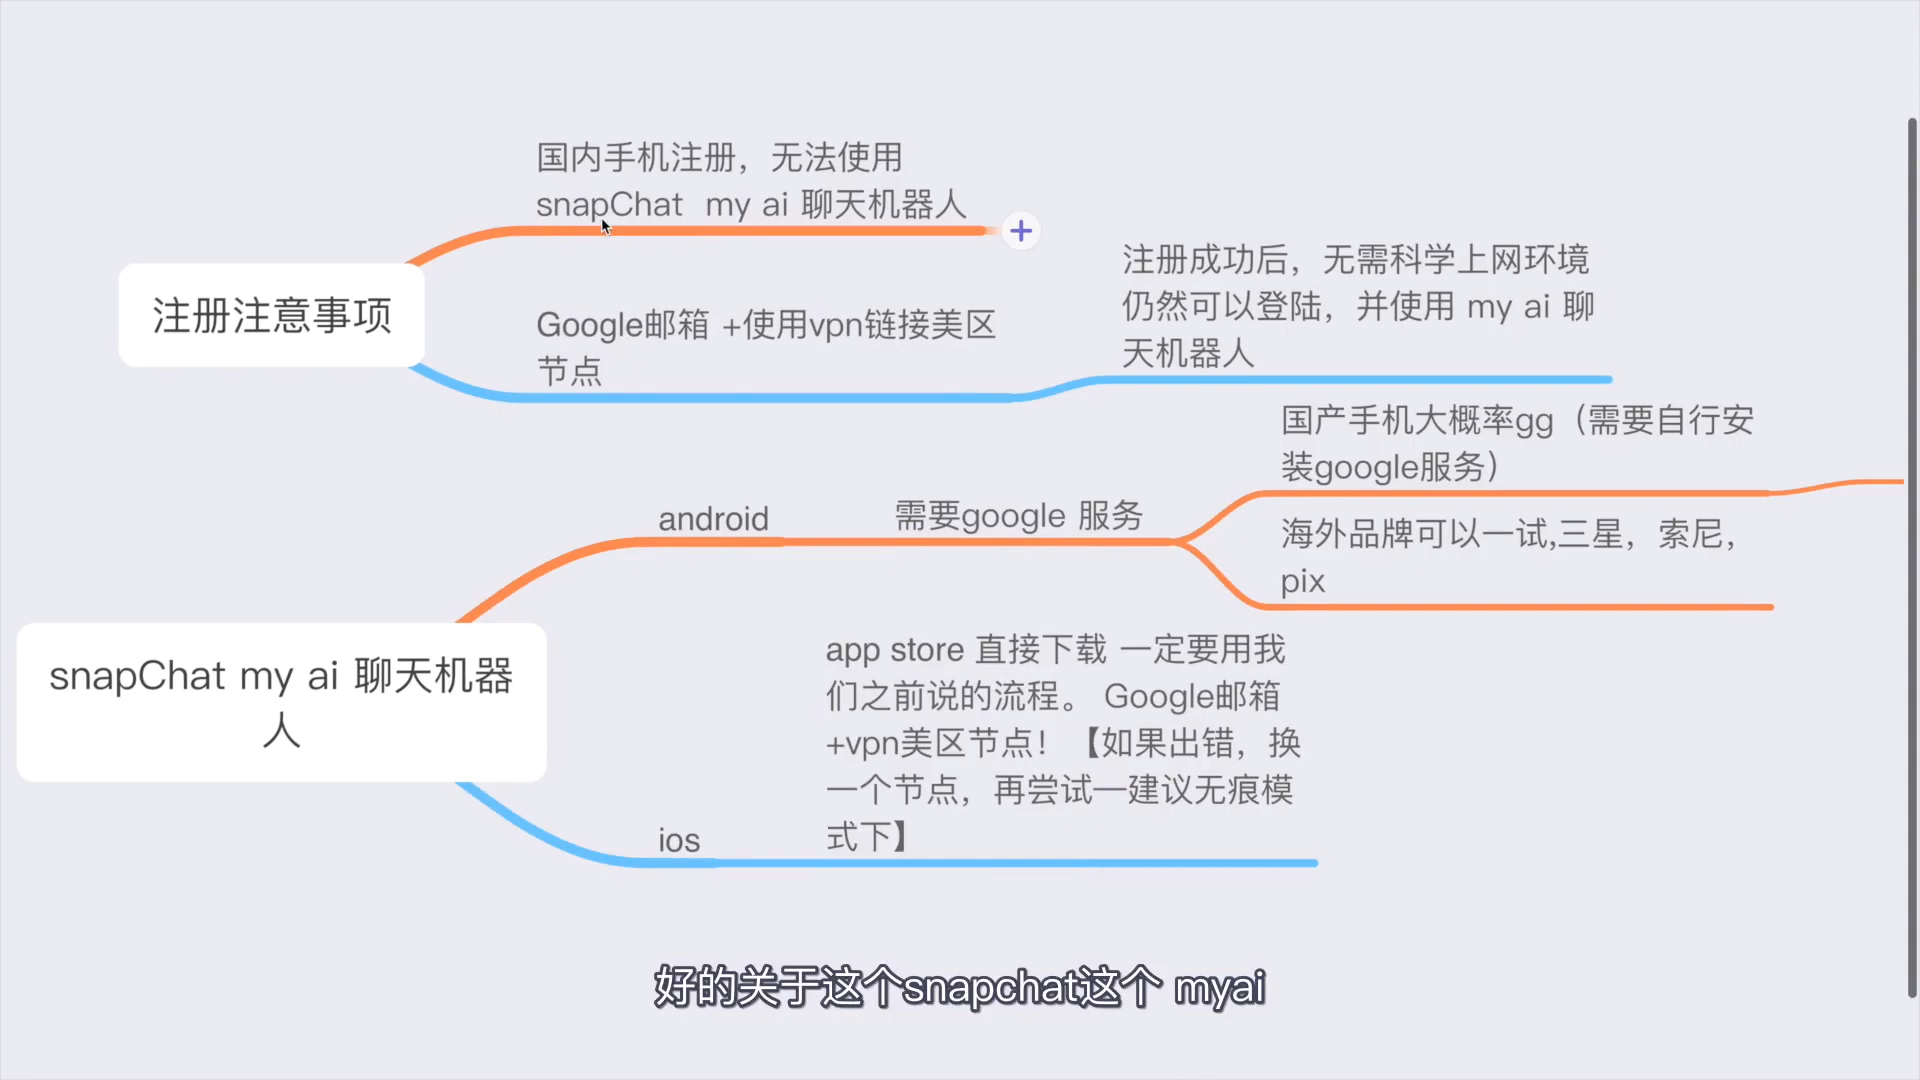 国内手机注册，无法使用
snapChat  my ai 聊天机器人
注册注意事项
Google邮箱 +使用vpn链接美区
节点
注册成功后，无需科学上网环境
仍然可以登陆，并使用 my ai 聊
天机器人
snapChat my ai 聊天机器
人
android
需要google 服务
国产手机大概率gg（需要自行安
装google服务）
海外品牌可以一试,三星，索尼，
pix
ios
app store 直接下载 一定要用我
们之前说的流程。 Google邮箱
+vpn美区节点！【如果出错，换
一个节点，再尝试—建议无痕模
式下】
好的关于这个snapchat这个 myai